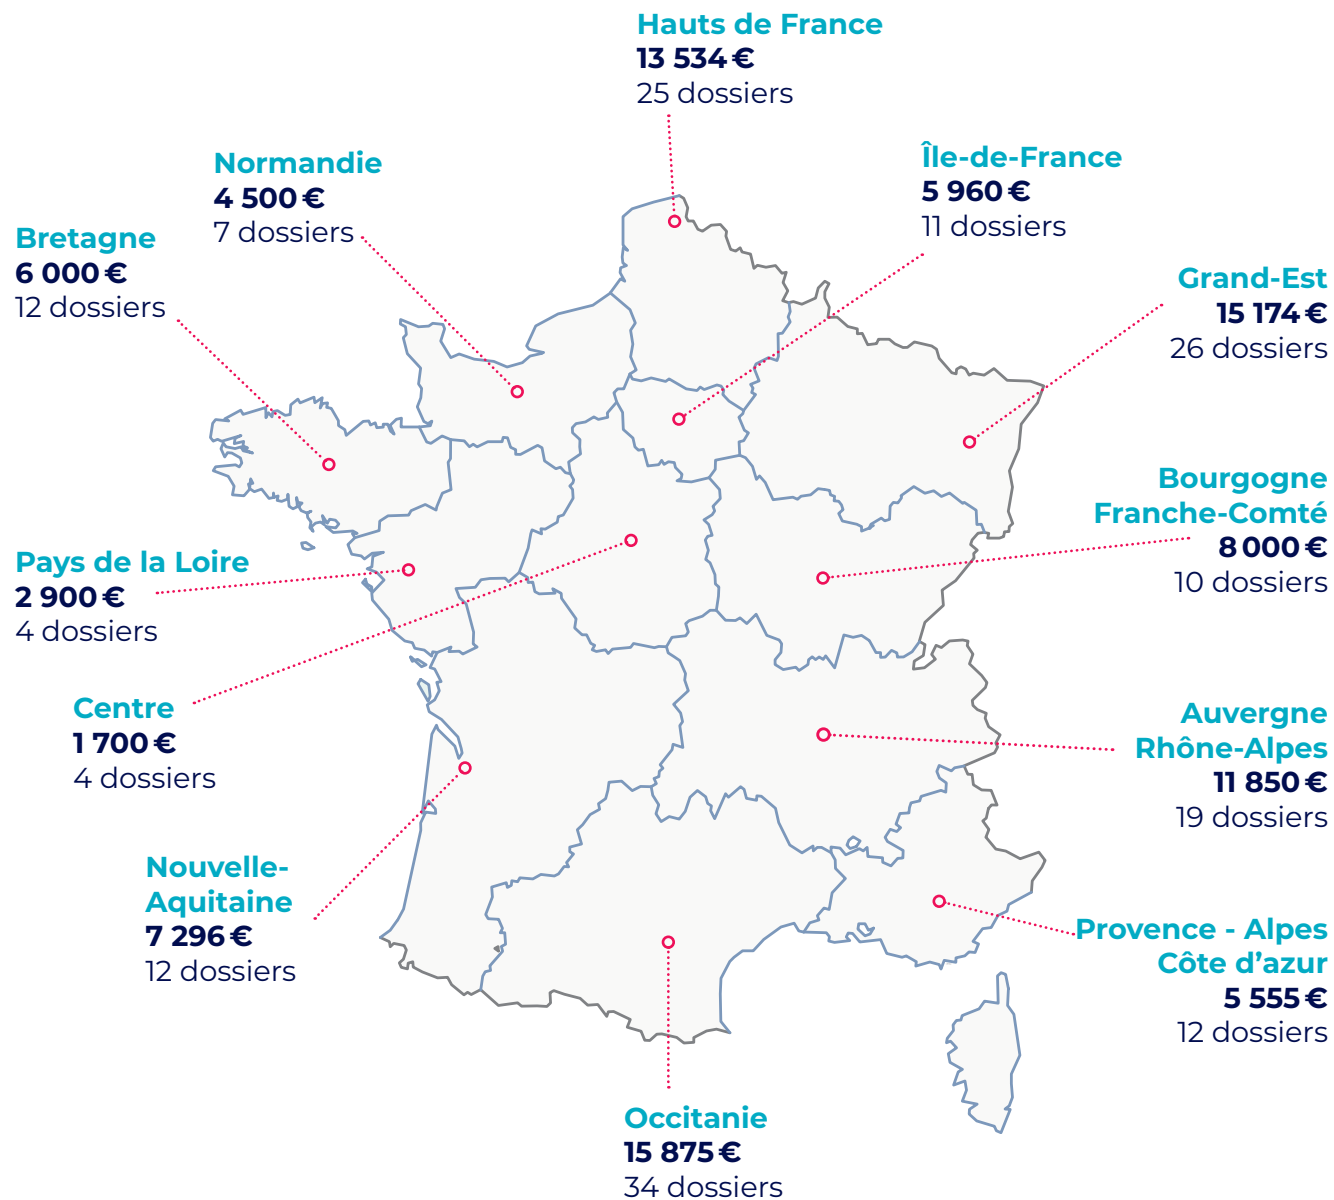 Hauts de France
13 534 €
25 dossiers
Normandie
4 500 €
7 dossiers
Île-de-France
5 960 €
11 dossiers
Bretagne
6 000 €
12 dossiers
Grand-Est
15 174 €
26 dossiers
Bourgogne
Franche-Comté
8 000 €
10 dossiers
Pays de la Loire
2 900 €
4 dossiers
Centre
1 700 €
4 dossiers
Auvergne
Rhône-Alpes
11 850 €
19 dossiers
Nouvelle-
Aquitaine
7 296 €
12 dossiers
Provence - Alpes
Côte d’azur
5 555 €
12 dossiers
Occitanie
15 875 €
34 dossiers